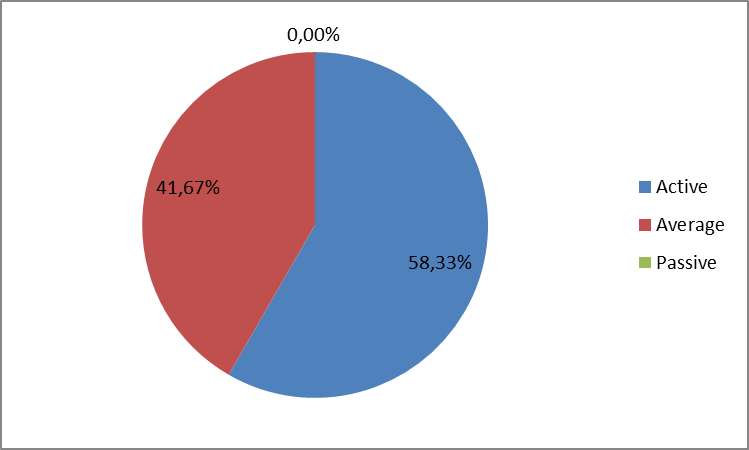 0,00%
41,67%
58,33%
Active
Average
Passive